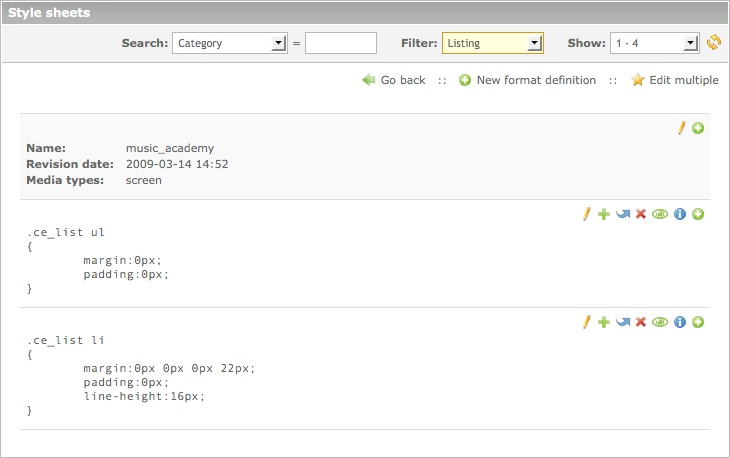 Style sheets
Search: Category = Filter: Listing Show: 1 - 4
Go back :: New format definition :: Edit multiple
Name: music_academy
Revision date: 2009-03-14 14:52
Media types: screen
.ce_list ul
{
margin:0px;
padding:0px;
}
.ce_list li
{
margin:0px 0px 0px 22px;
padding:0px;
line-height:16px;
}